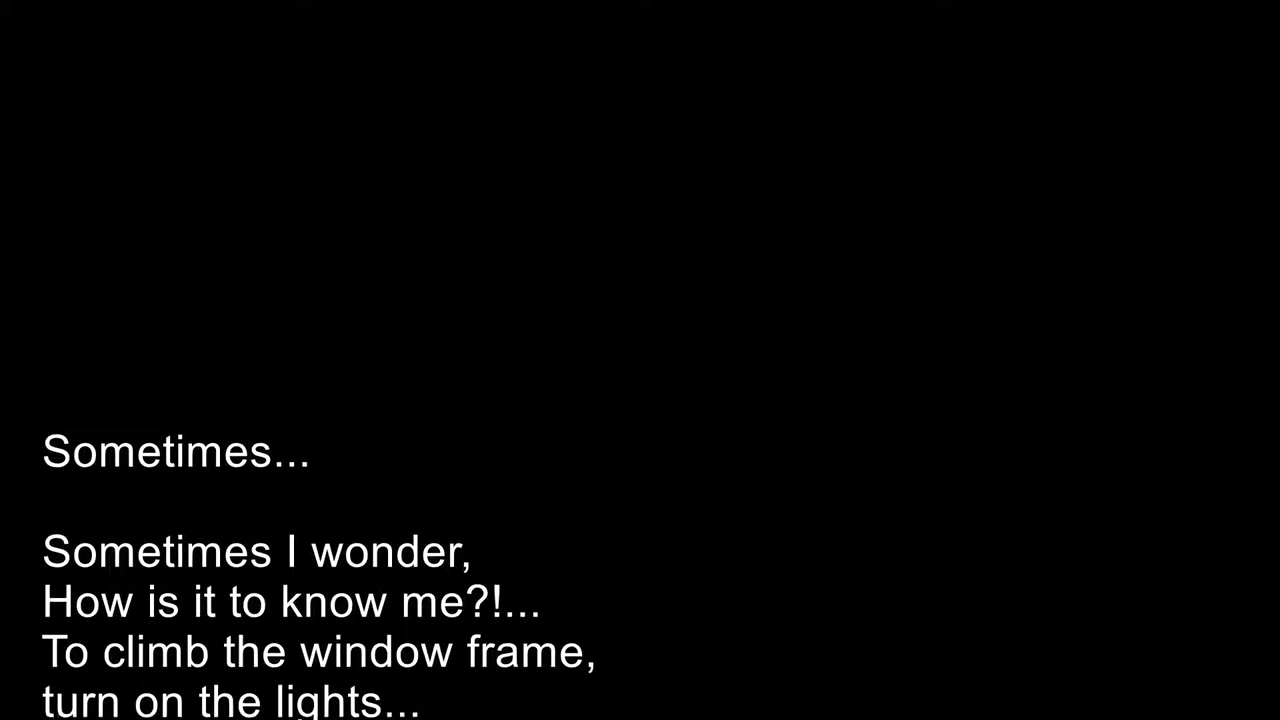 Sometimes...
Sometimes I wonder,
How is it to know me?!...
To climb the window frame,
turn on the lights...